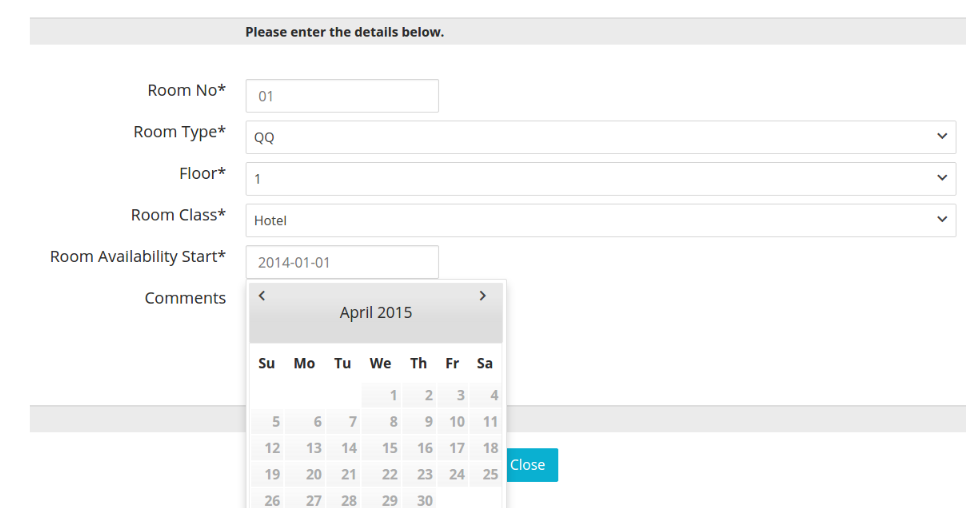 Please enter the details below.
Room No* 01
Room Type* QQ
Floor* 1
Room Class* Hotel
Room Availability Start* 2014-01-01
Comments
April 2015
Su Mo Tu We Th Fr Sa
1 2 3 4
5 6 7 8 9 10 11
12 13 14 15 16 17 18
Close
19 20 21 22 23 24 25
26 27 28 29 30